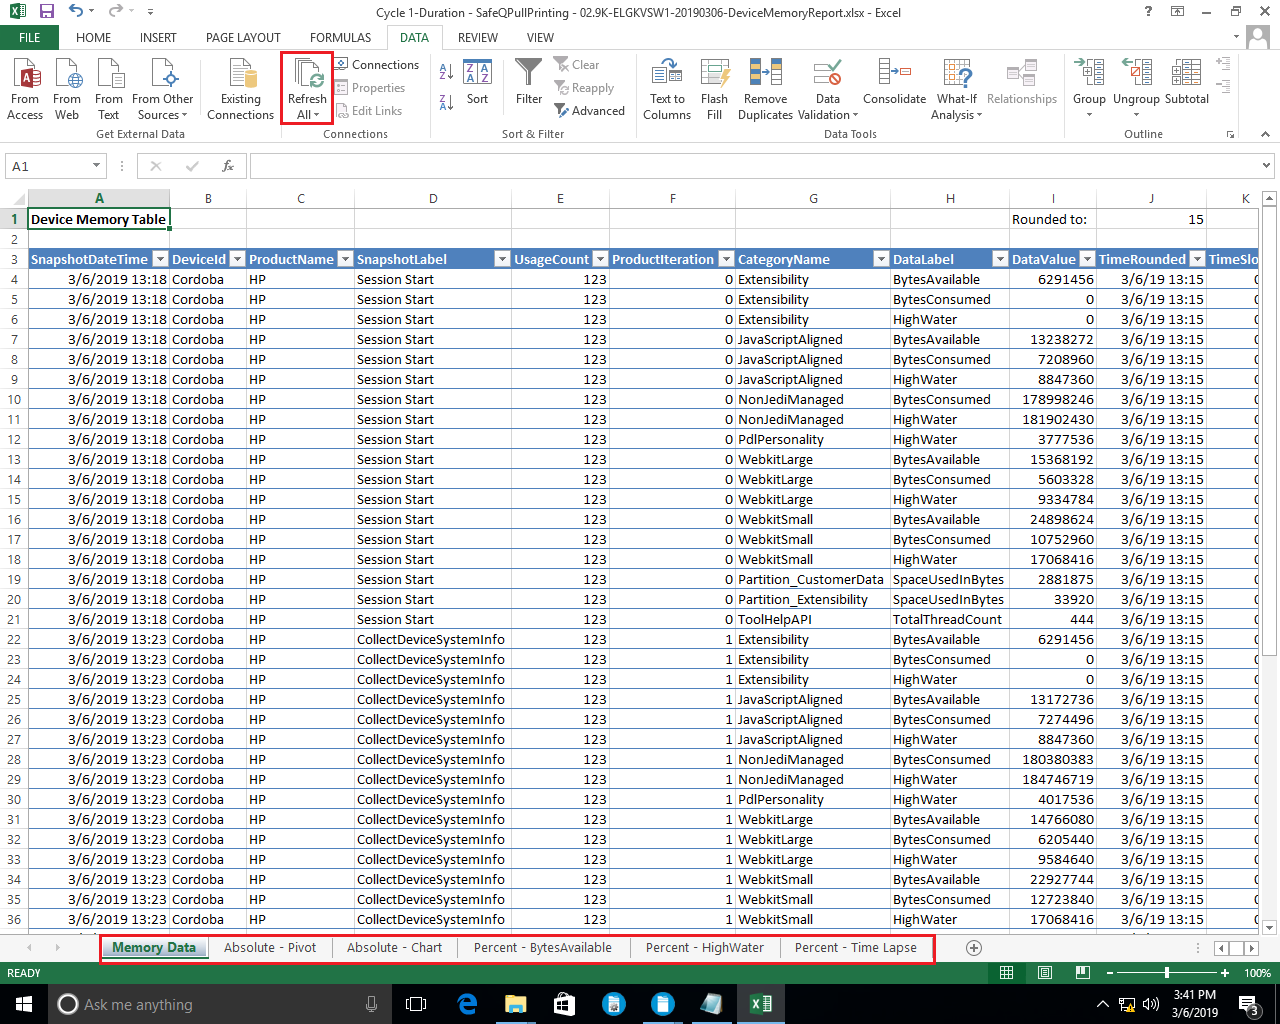 Cycle 1-Duration - SafeQPullPrinting - 02.9K-ELGKVSW1-20190306-DeviceMemoryReport.xlsx - Excel
FILE HOME INSERT PAGE LAYOUT FORMULAS DATA REVIEW VIEW
From Access
From Web
From Text
From Other Sources
Existing Connections
Refresh All
Connections
Properties
Edit Links
Sort
Filter
Clear
Reapply
Advanced
Text to Columns
Flash Fill
Remove Duplicates
Data Validation
Consolidate
What-If Analysis
Relationships
Group
Ungroup
Subtotal
Get External Data Connections Sort & Filter Data Tools Outline
A1 fx
A B C D E F G H I J K
1 Device Memory Table Rounded to: 15
2
3 SnapshotDateTime DeviceId ProductName SnapshotLabel UsageCount ProductIteration CategoryName DataLabel DataValue TimeRounded TimeSlo
4 3/6/2019 13:18 Cordoba HP Session Start 123 0 Extensibility BytesAvailable 6291456 3/6/19 13:15
5 3/6/2019 13:18 Cordoba HP Session Start 123 0 Extensibility BytesConsumed 0 3/6/19 13:15
6 3/6/2019 13:18 Cordoba HP Session Start 123 0 Extensibility HighWater 0 3/6/19 13:15
7 3/6/2019 13:18 Cordoba HP Session Start 123 0 JavaScriptAligned BytesAvailable 13238272 3/6/19 13:15
8 3/6/2019 13:18 Cordoba HP Session Start 123 0 JavaScriptAligned BytesConsumed 7208960 3/6/19 13:15
9 3/6/2019 13:18 Cordoba HP Session Start 123 0 JavaScriptAligned HighWater 8847360 3/6/19 13:15
10 3/6/2019 13:18 Cordoba HP Session Start 123 0 NonJediManaged BytesConsumed 178998246 3/6/19 13:15
11 3/6/2019 13:18 Cordoba HP Session Start 123 0 NonJediManaged HighWater 181902430 3/6/19 13:15
12 3/6/2019 13:18 Cordoba HP Session Start 123 0 PdlPersonality HighWater 3777536 3/6/19 13:15
13 3/6/2019 13:18 Cordoba HP Session Start 123 0 WebkitLarge BytesAvailable 15368192 3/6/19 13:15
14 3/6/2019 13:18 Cordoba HP Session Start 123 0 WebkitLarge BytesConsumed 5603328 3/6/19 13:15
15 3/6/2019 13:18 Cordoba HP Session Start 123 0 WebkitLarge HighWater 9334784 3/6/19 13:15
16 3/6/2019 13:18 Cordoba HP Session Start 123 0 WebkitSmall BytesAvailable 24898624 3/6/19 13:15
17 3/6/2019 13:18 Cordoba HP Session Start 123 0 WebkitSmall BytesConsumed 10752960 3/6/19 13:15
18 3/6/2019 13:18 Cordoba HP Session Start 123 0 WebkitSmall HighWater 17068416 3/6/19 13:15
19 3/6/2019 13:18 Cordoba HP Session Start 123 0 Partition_CustomerData SpaceUsedInBytes 2881875 3/6/19 13:15
20 3/6/2019 13:18 Cordoba HP Session Start 123 0 Partition_Extensibility SpaceUsedInBytes 33920 3/6/19 13:15
21 3/6/2019 13:18 Cordoba HP Session Start 123 0 ToolHelpAPI TotalThreadCount 444 3/6/19 13:15
22 3/6/2019 13:23 Cordoba HP CollectDeviceSystemInfo 123 1 Extensibility BytesAvailable 6291456 3/6/19 13:15
23 3/6/2019 13:23 Cordoba HP CollectDeviceSystemInfo 123 1 Extensibility BytesConsumed 0 3/6/19 13:15
24 3/6/2019 13:23 Cordoba HP CollectDeviceSystemInfo 123 1 Extensibility HighWater 0 3/6/19 13:15
25 3/6/2019 13:23 Cordoba HP CollectDeviceSystemInfo 123 1 JavaScriptAligned BytesAvailable 13172736 3/6/19 13:15
26 3/6/2019 13:23 Cordoba HP CollectDeviceSystemInfo 123 1 JavaScriptAligned BytesConsumed 7274496 3/6/19 13:15
27 3/6/2019 13:23 Cordoba HP CollectDeviceSystemInfo 123 1 JavaScriptAligned HighWater 8847360 3/6/19 13:15
28 3/6/2019 13:23 Cordoba HP CollectDeviceSystemInfo 123 1 NonJediManaged BytesConsumed 180380383 3/6/19 13:15
29 3/6/2019 13:23 Cordoba HP CollectDeviceSystemInfo 123 1 NonJediManaged HighWater 184746719 3/6/19 13:15
30 3/6/2019 13:23 Cordoba HP CollectDeviceSystemInfo 123 1 PdlPersonality HighWater 4017536 3/6/19 13:15
31 3/6/2019 13:23 Cordoba HP CollectDeviceSystemInfo 123 1 WebkitLarge BytesAvailable 14766080 3/6/19 13:15
32 3/6/2019 13:23 Cordoba HP CollectDeviceSystemInfo 123 1 WebkitLarge BytesConsumed 6205440 3/6/19 13:15
33 3/6/2019 13:23 Cordoba HP CollectDeviceSystemInfo 123 1 WebkitLarge HighWater 9584640 3/6/19 13:15
34 3/6/2019 13:23 Cordoba HP CollectDeviceSystemInfo 123 1 WebkitSmall BytesAvailable 22927744 3/6/19 13:15
35 3/6/2019 13:23 Cordoba HP CollectDeviceSystemInfo 123 1 WebkitSmall BytesConsumed 12723840 3/6/19 13:15
36 3/6/2019 13:23 Cordoba HP CollectDeviceSystemInfo 123 1 WebkitSmall HighWater 17068416 3/6/19 13:15
Memory Data Absolute - Pivot Absolute - Chart Percent - BytesAvailable Percent - HighWater Percent - Time Lapse
READY 100%
Ask me anything
3:41 PM
3/6/2019
3